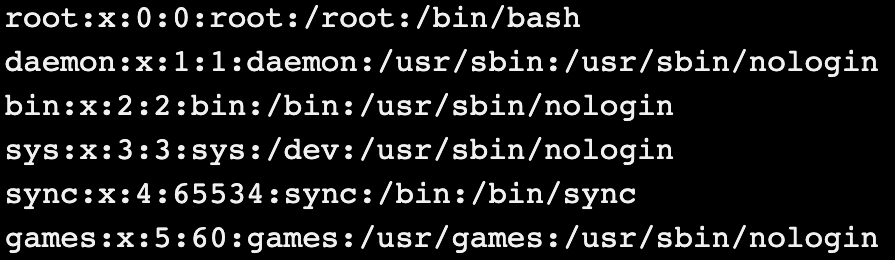 root:x:0:0:root:/root:/bin/bash
daemon:x:1:1:daemon:/usr/sbin:/usr/sbin/nologin
bin:x:2:2:bin:/bin:/usr/sbin/nologin
sys:x:3:3:sys:/dev:/usr/sbin/nologin
sync:x:4:65534:sync:/bin:/bin/sync
games:x:5:60:games:/usr/games:/usr/sbin/nologin